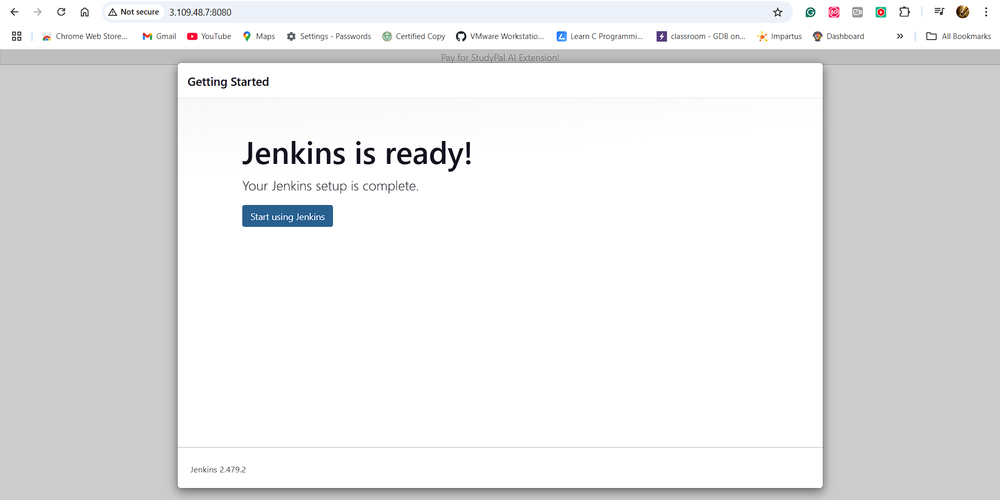 Not secure 3.109.48.7:8080
Chrome Web Store... Gmail YouTube Maps Settings - Passwords Certified Copy VMware Workstatio... Learn C Programmi... classroom - GDB on... Impartus Dashboard All Bookmarks
Pay for StudyPal AI Extension!
Getting Started
Jenkins is ready!
Your Jenkins setup is complete.
Start using Jenkins
Jenkins 2.479.2